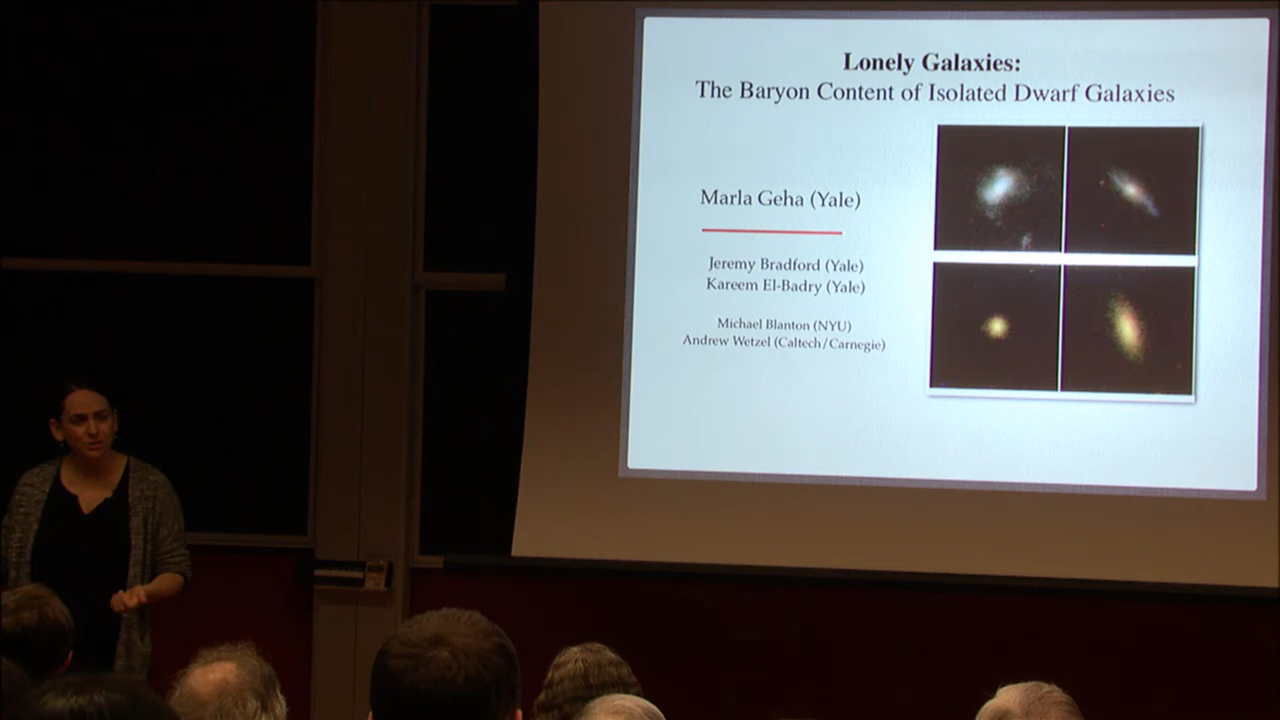 Lonely Galaxies:
The Baryon Content of Isolated Dwarf Galaxies
Marla Geha (Yale)
Jeremy Bradford (Yale)
Kareem El-Badry (Yale)
Michael Blanton (NYU)
Andrew Wetzel (Caltech/Carnegie)